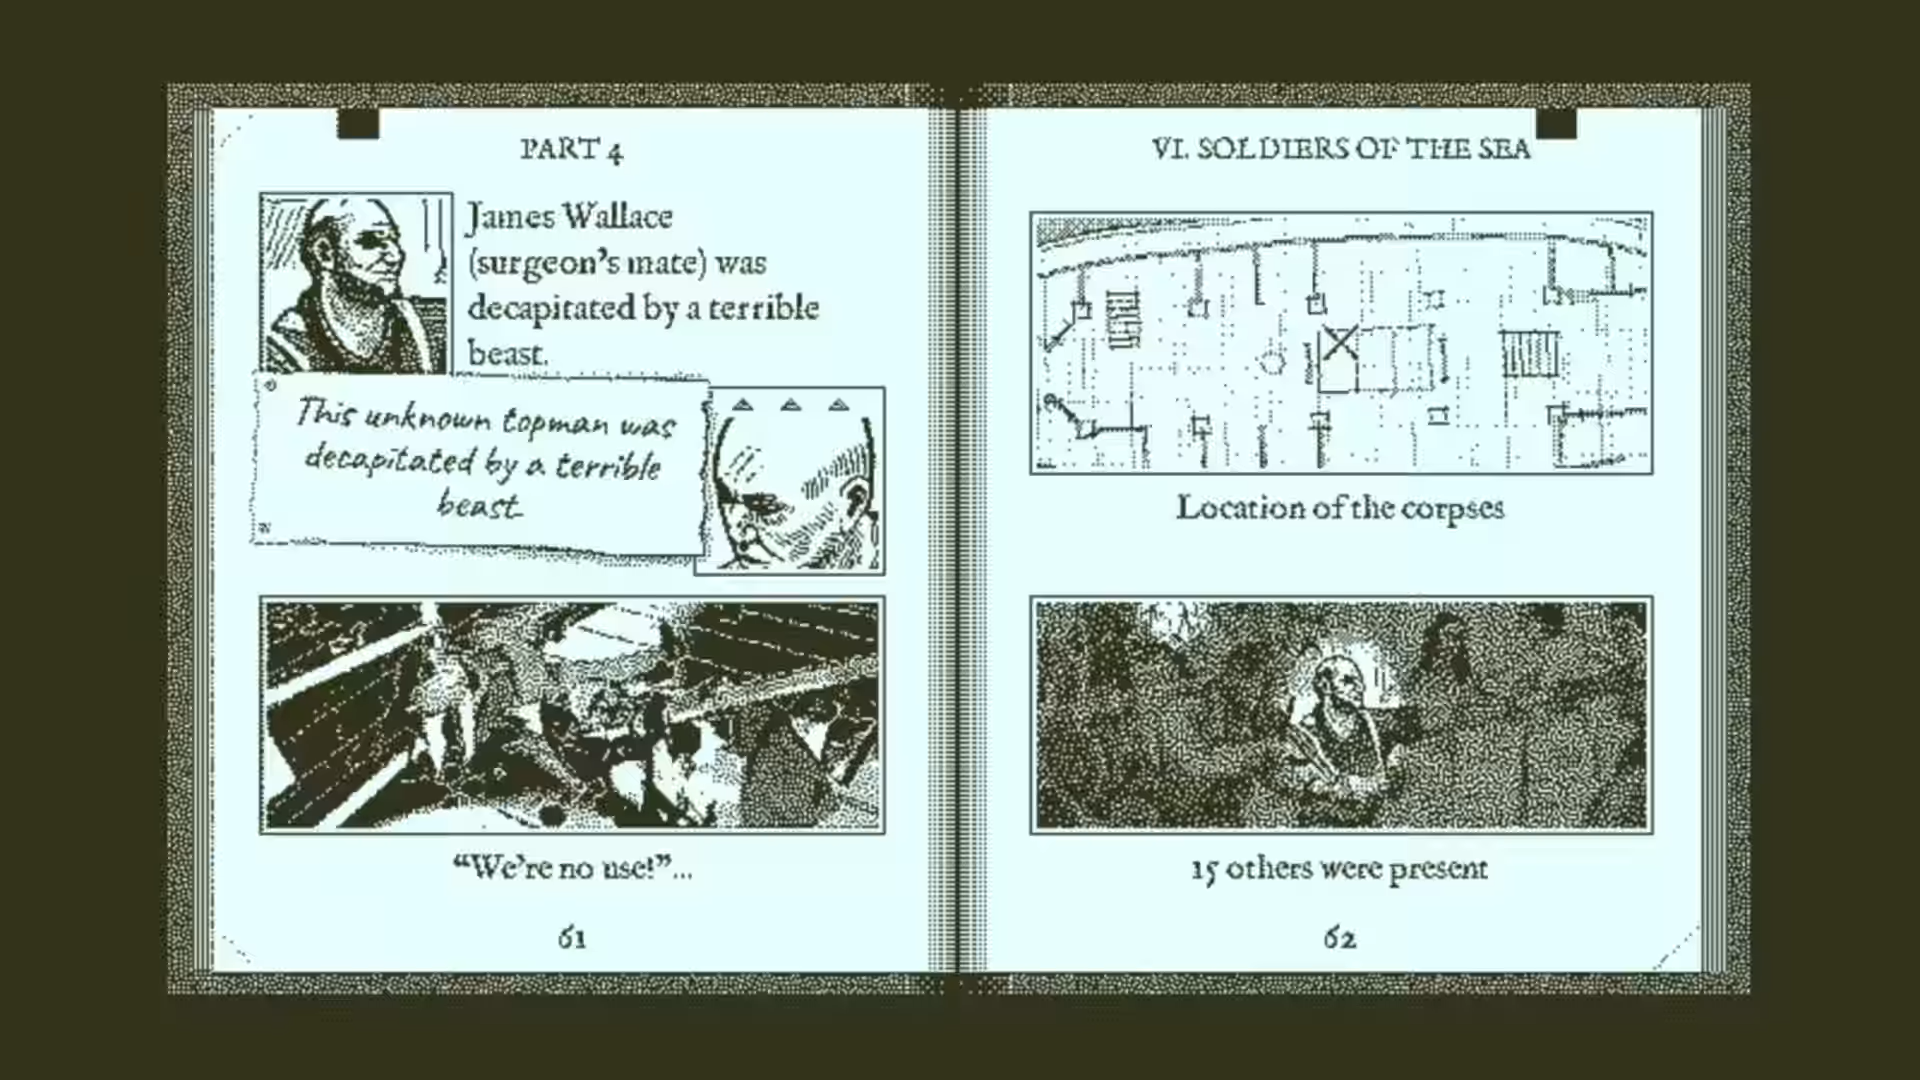 PART 4
James Wallace
(surgeon's mate) was
decapitated by a terrible
beast.
This unknown topman was
decapitated by a terrible
beast.
"We're no use!"...
61
VI. SOLDIERS OF THE SEA
Location of the corpses
15 others were present
62